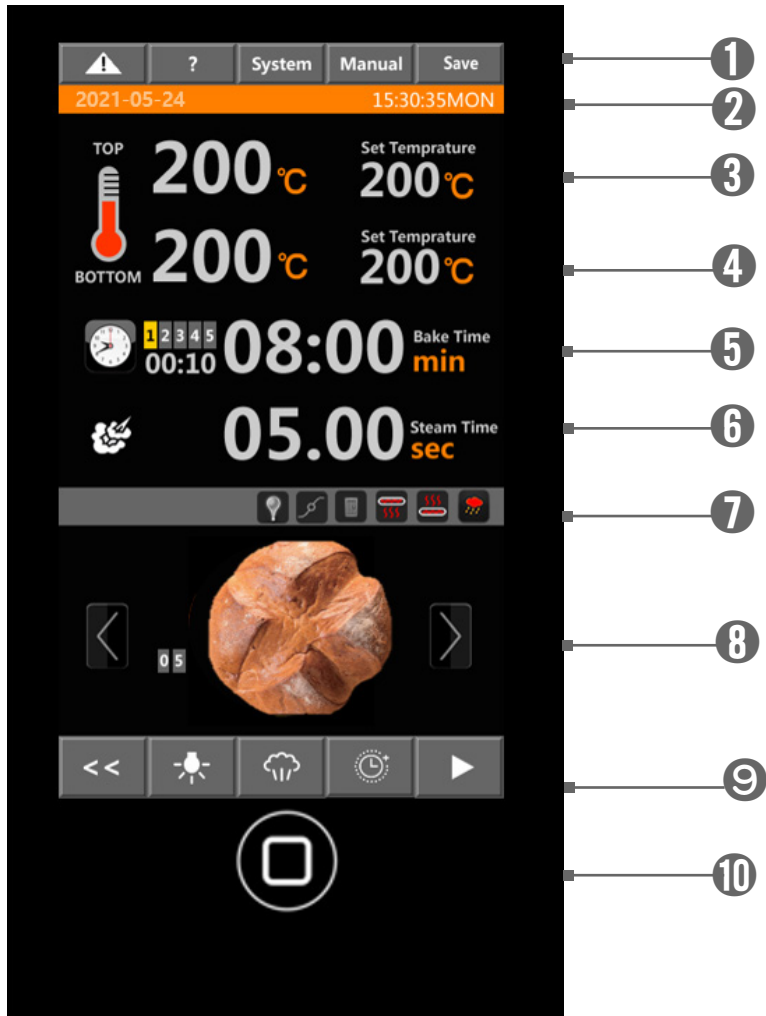 ? System Manual Save
1
2021-05-24 15:30:35MON
2
TOP 200℃ Set Temprature
200℃
3
BOTTOM 200℃ Set Temprature
200℃
4
1 2 3 4 5
00:10 08:00 Bake Time
min
5
05.00 Steam Time
sec
6
7
0 5
8
<<
9
10